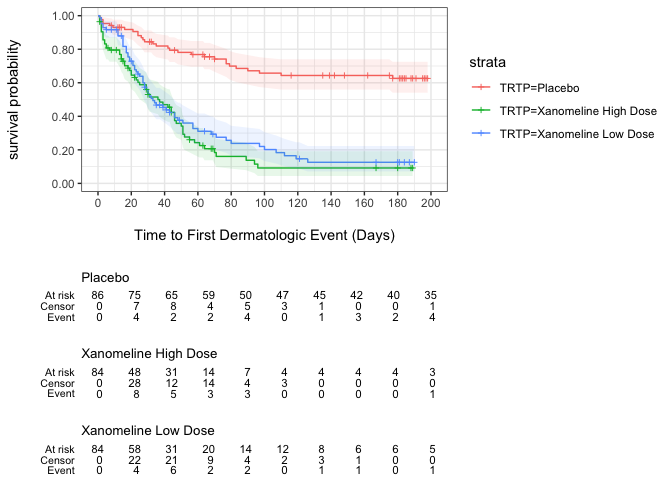 survival probability
1.00
0.80
0.60
0.40
0.20
0.00
0 20 40 60 80 100 120 140 160 180 200
Time to First Dermatologic Event (Days)
strata
TRTP=Placebo
TRTP=Xanomeline High Dose
TRTP=Xanomeline Low Dose
Placebo
At risk 86 75 65 59 50 47 45 42 40 35
Censor 0 7 8 4 5 3 1 0 0 1
Event 0 4 2 2 4 0 1 3 2 4
Xanomeline High Dose
At risk 84 48 31 14 7 4 4 4 4 3
Censor 0 28 12 14 4 3 0 0 0 0
Event 0 8 5 3 3 0 0 0 0 1
Xanomeline Low Dose
At risk 84 58 31 20 14 12 8 6 6 5
Censor 0 22 21 9 4 2 3 1 0 0
Event 0 4 6 2 2 0 1 1 0 1